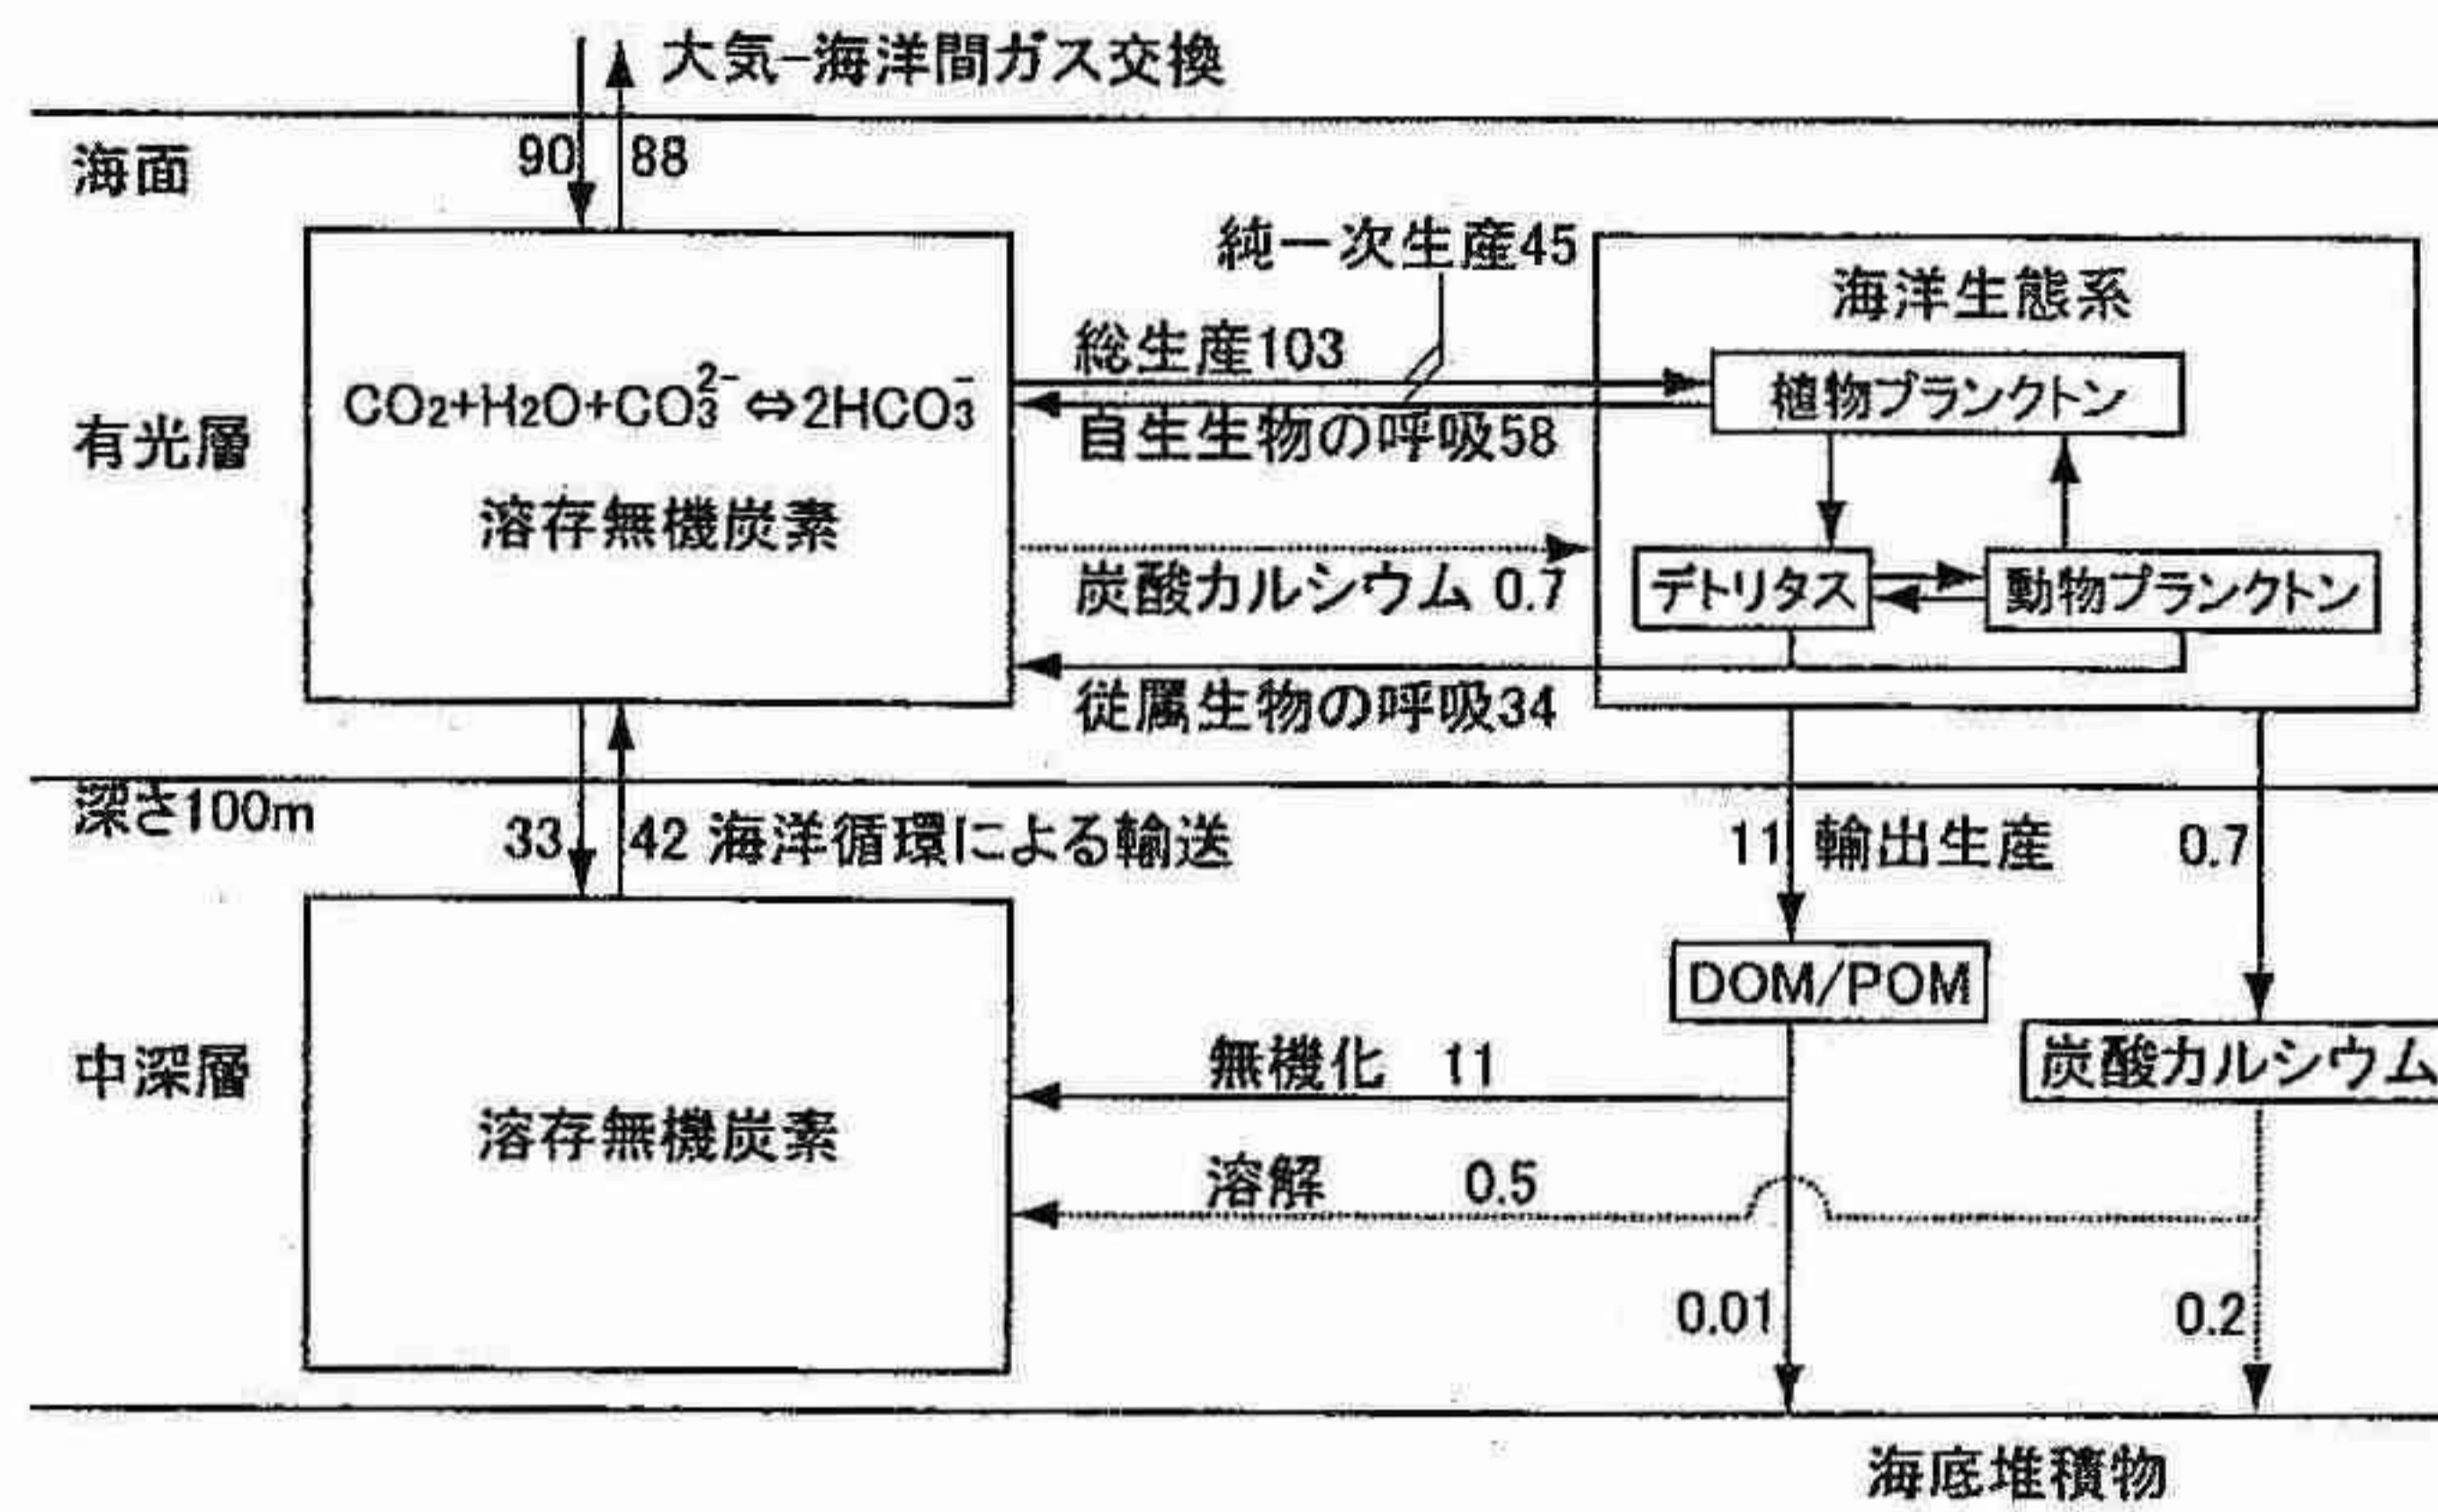 大気-海洋間ガス交換
海面
90
88
純一次生産45
海洋生態系
総生産103
植物プランクトン
CO2+H2O+CO3 2- ⇔2HCO3 -
自生生物の呼吸58
有光層
溶存無機炭素
炭酸カルシウム 0.7
デトリタス
動物プランクトン
従属生物の呼吸34
深さ100m
33
42 海洋循環による輸送
11
輸出生産
0.7
DOM/POM
中深層
無機化 11
炭酸カルシウム
溶存無機炭素
溶解 0.5
0.01
0.2
海底堆積物